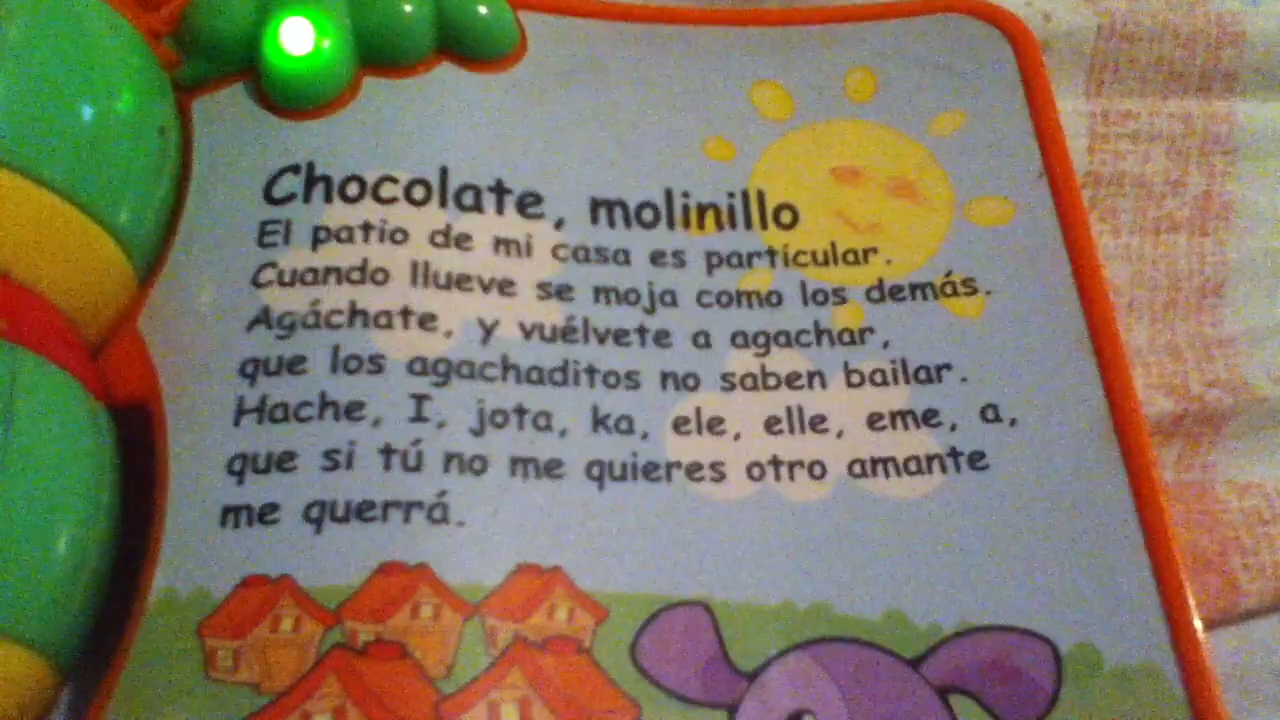 Chocolate, molinillo
El patio de mi casa es particular.
Cuando llueve se moja como los demás.
Agáchate, y vuélvete a agachar,
que los agachaditos no saben bailar.
Hache, I, jota, ka, ele, elle, eme, a,
que si tú no me quieres otro amante
me querrá.